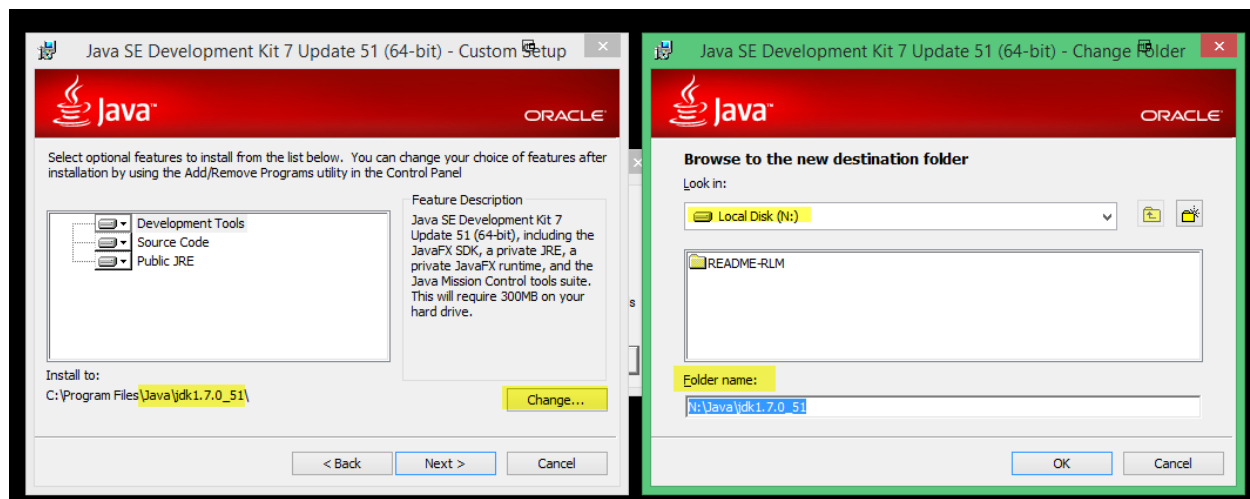 Java SE Development Kit 7 Update 51 (64-bit) - Custom Setup
Java™
ORACLE
Select optional features to install from the list below. You can change your choice of features after
installation by using the Add/Remove Programs utility in the Control Panel
Development Tools
Source Code
Public JRE
Feature Description
Java SE Development Kit 7
Update 51 (64-bit), including the
JavaFX SDK, a private JRE, a
private JavaFX runtime, and the
Java Mission Control tools suite.
This will require 300MB on your
hard drive.
Install to:
C:\Program Files\Java\jdk1.7.0_51\
Change...
< Back
Next >
Cancel
s
Java SE Development Kit 7 Update 51 (64-bit) - Change Folder
Java™
ORACLE
Browse to the new destination folder
Look in:
Local Disk (N:)
README-RLM
Folder name:
N:\Java\jdk1.7.0_51
OK
Cancel